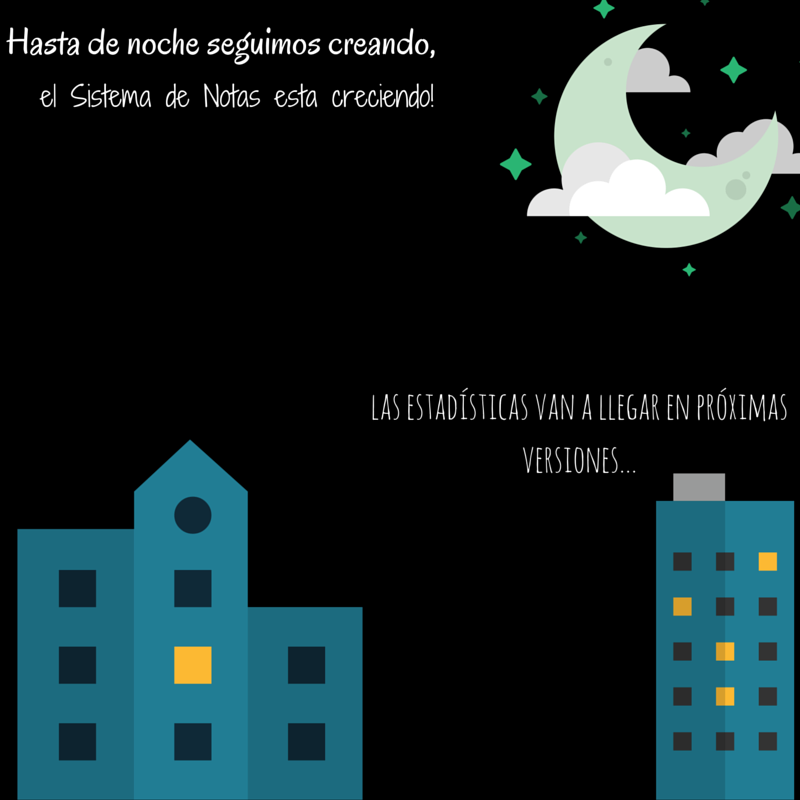 Hasta de noche seguimos creando,
el Sistema de Notas esta creciendo!
LAS ESTADÍSTICAS VAN A LLEGAR EN PRÓXIMAS
VERSIONES...